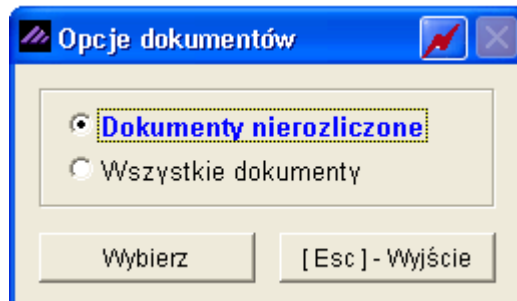 Opcje dokumentów
Dokumenty nierozliczone
Wszystkie dokumenty
Wybierz
[ Esc ] - Wyjście